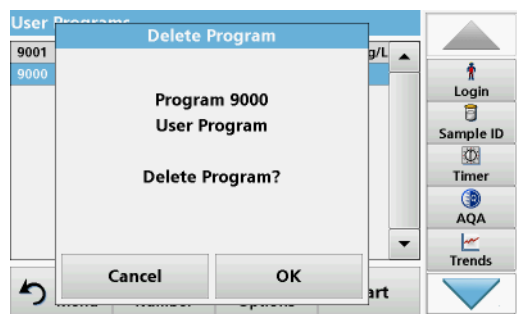 User Programs
Delete Program
9001
g/L
9000
Program 9000
User Program
Delete Program?
Cancel
OK
Login
Sample ID
Timer
AQA
Trends